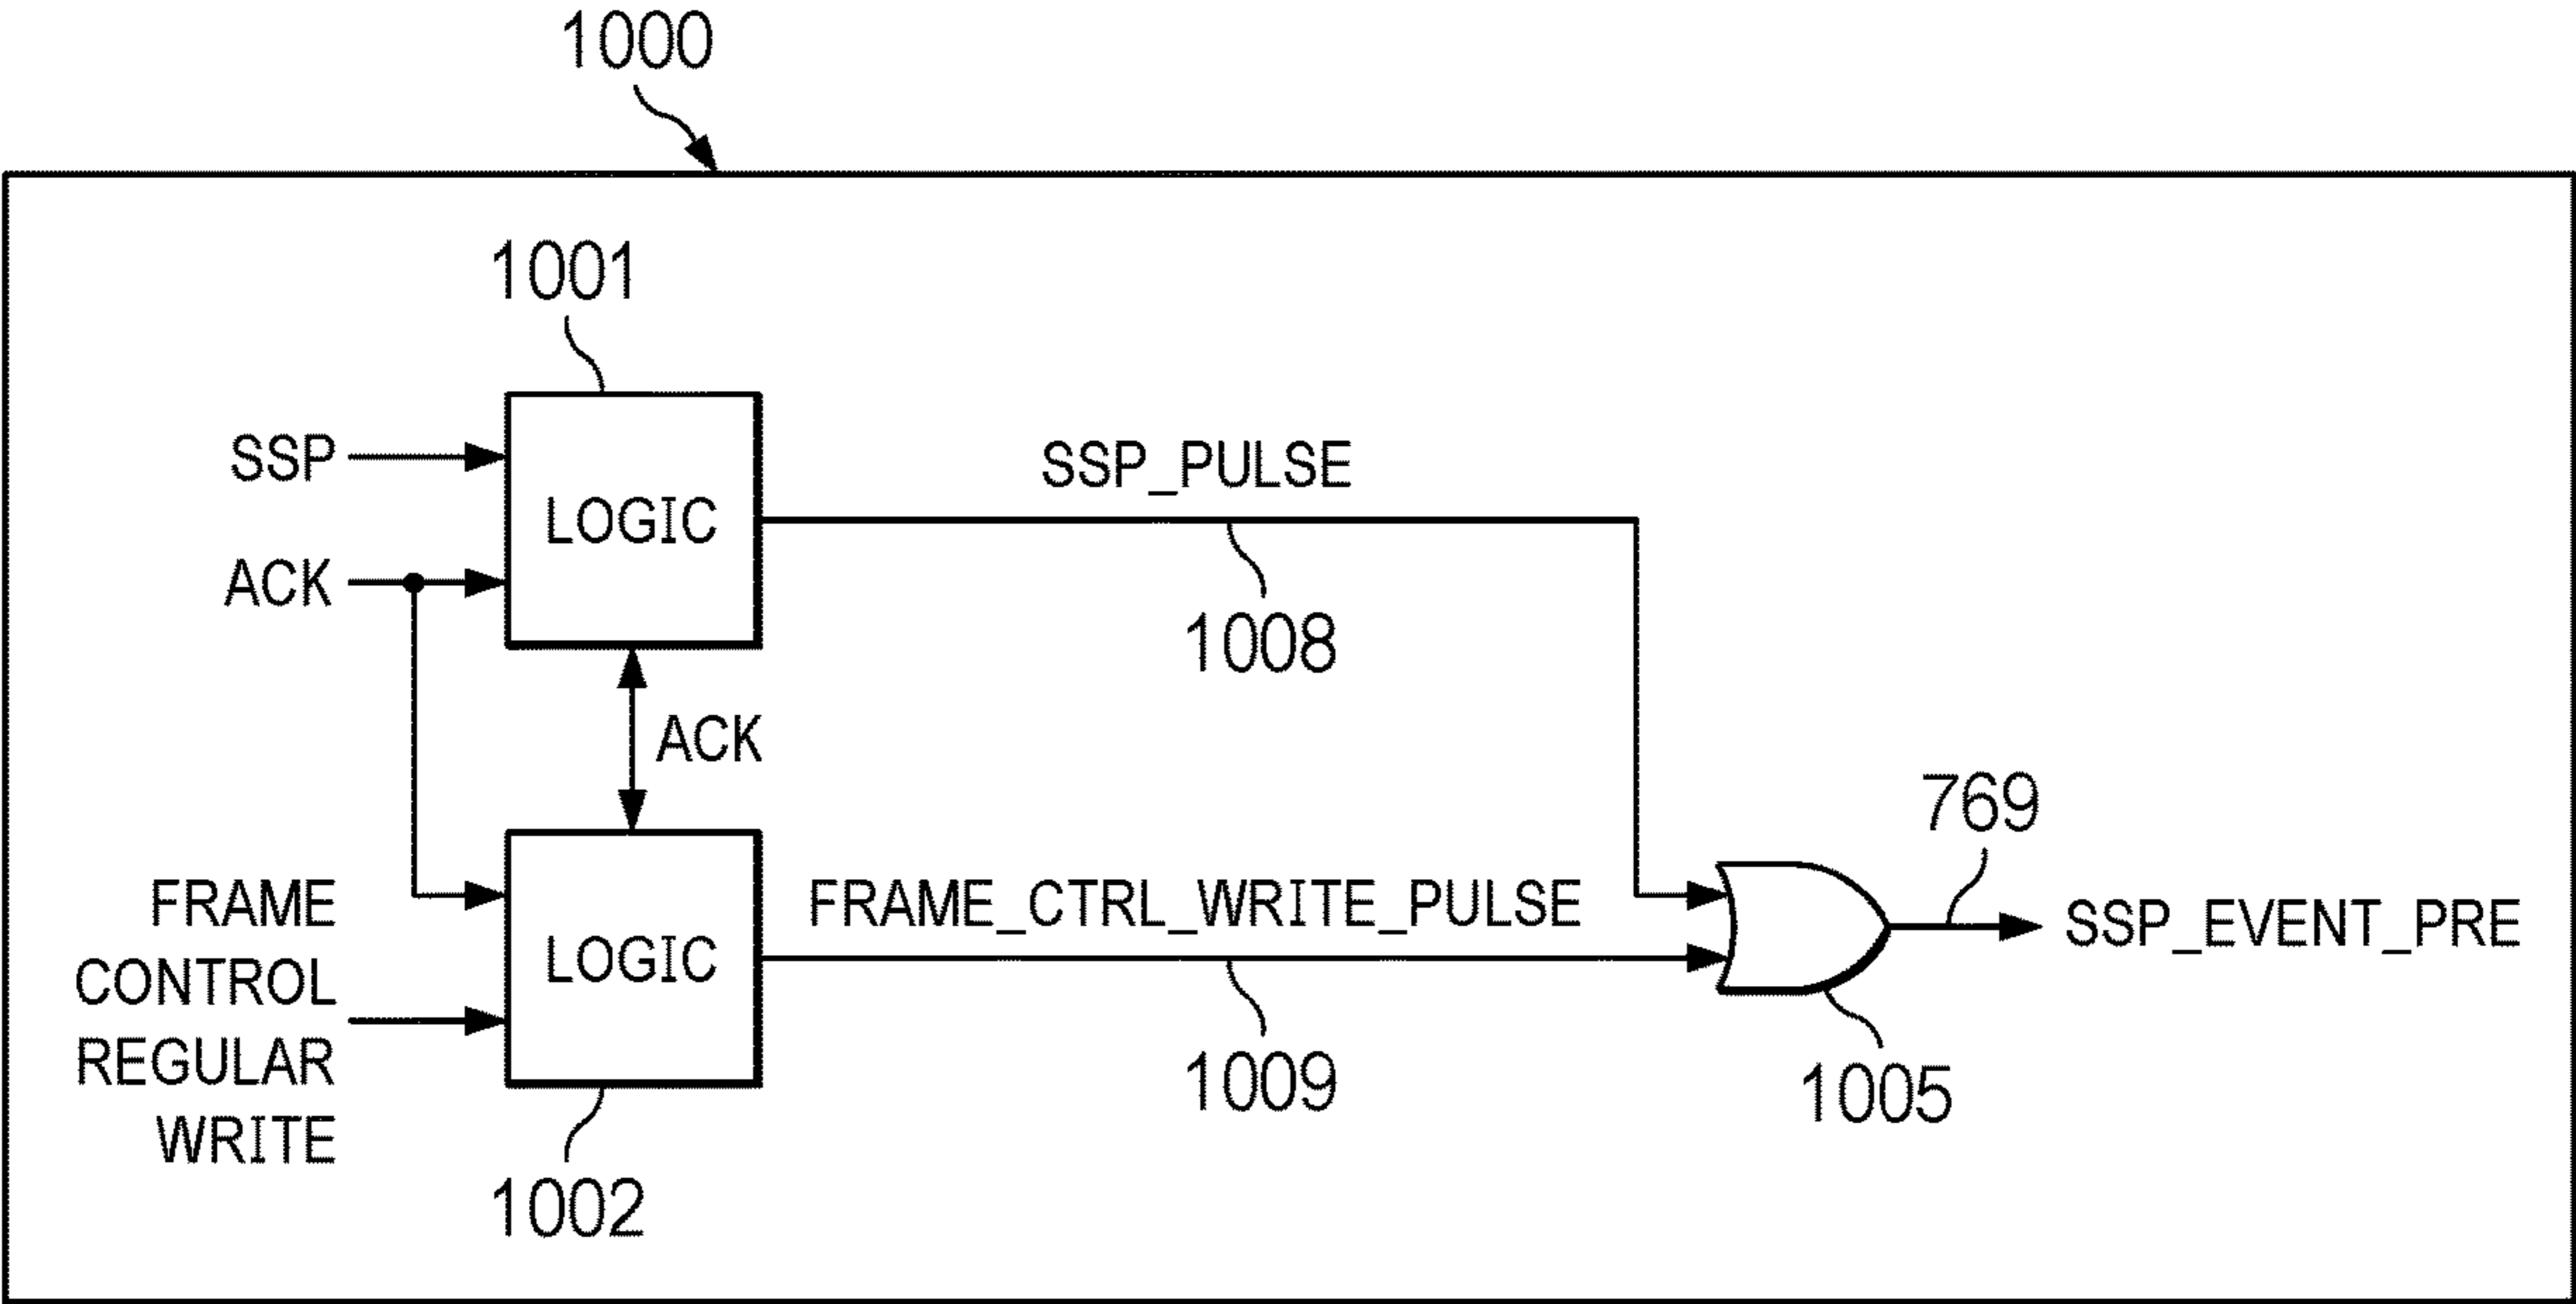 1000
1001
SSP
LOGIC
SSP_PULSE
ACK
1008
ACK
769
FRAME
CONTROL
REGULAR
WRITE
LOGIC
FRAME_CTRL_WRITE_PULSE
SSP_EVENT_PRE
1009
1005
1002